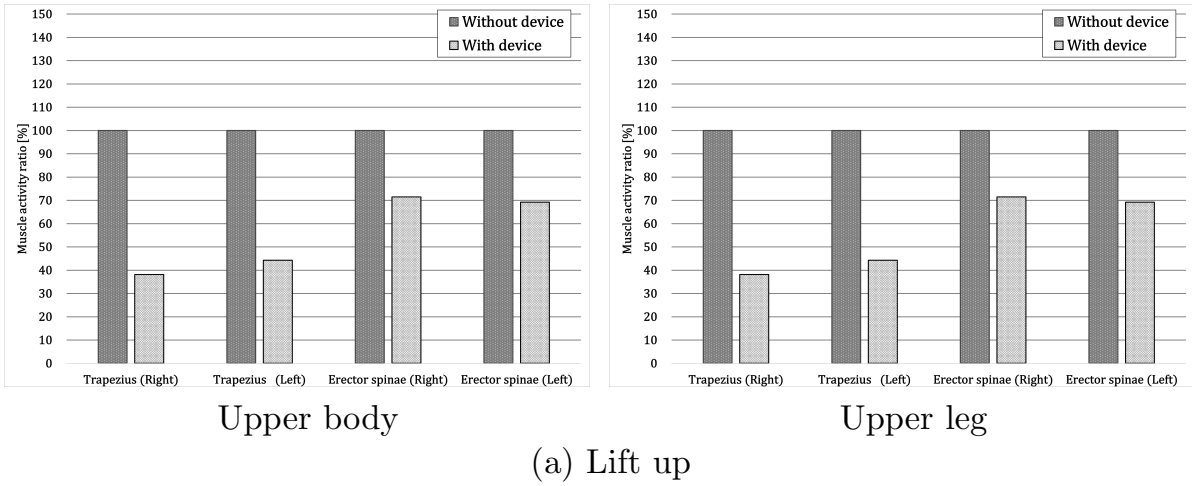 150
140
130
120
110
100
90
80
70
60
50
40
30
20
10
0
Muscle activity ratio [%]
Without device
With device
Trapezius (Right)
Trapezius (Left)
Erector spinae (Right)
Erector spinae (Left)
Upper body
150
140
130
120
110
100
90
80
70
60
50
40
30
20
10
0
Muscle activity ratio [%]
Without device
With device
Trapezius (Right)
Trapezius (Left)
Erector spinae (Right)
Erector spinae (Left)
Upper leg
(a) Lift up